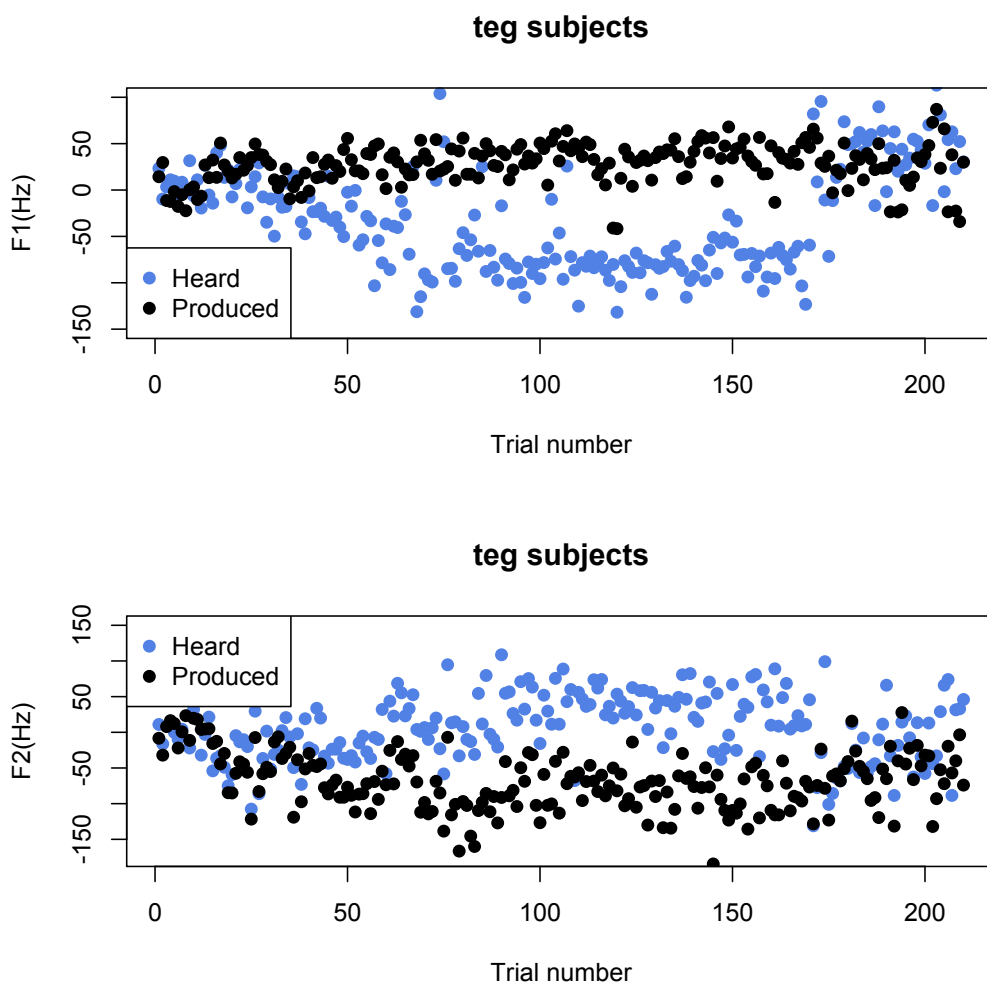 teg subjects
50
0
-50
-150
F1(Hz)
Heard
Produced
0 50 100 150 200
Trial number
teg subjects
150
50
-50
-150
F2(Hz)
Heard
Produced
0 50 100 150 200
Trial number